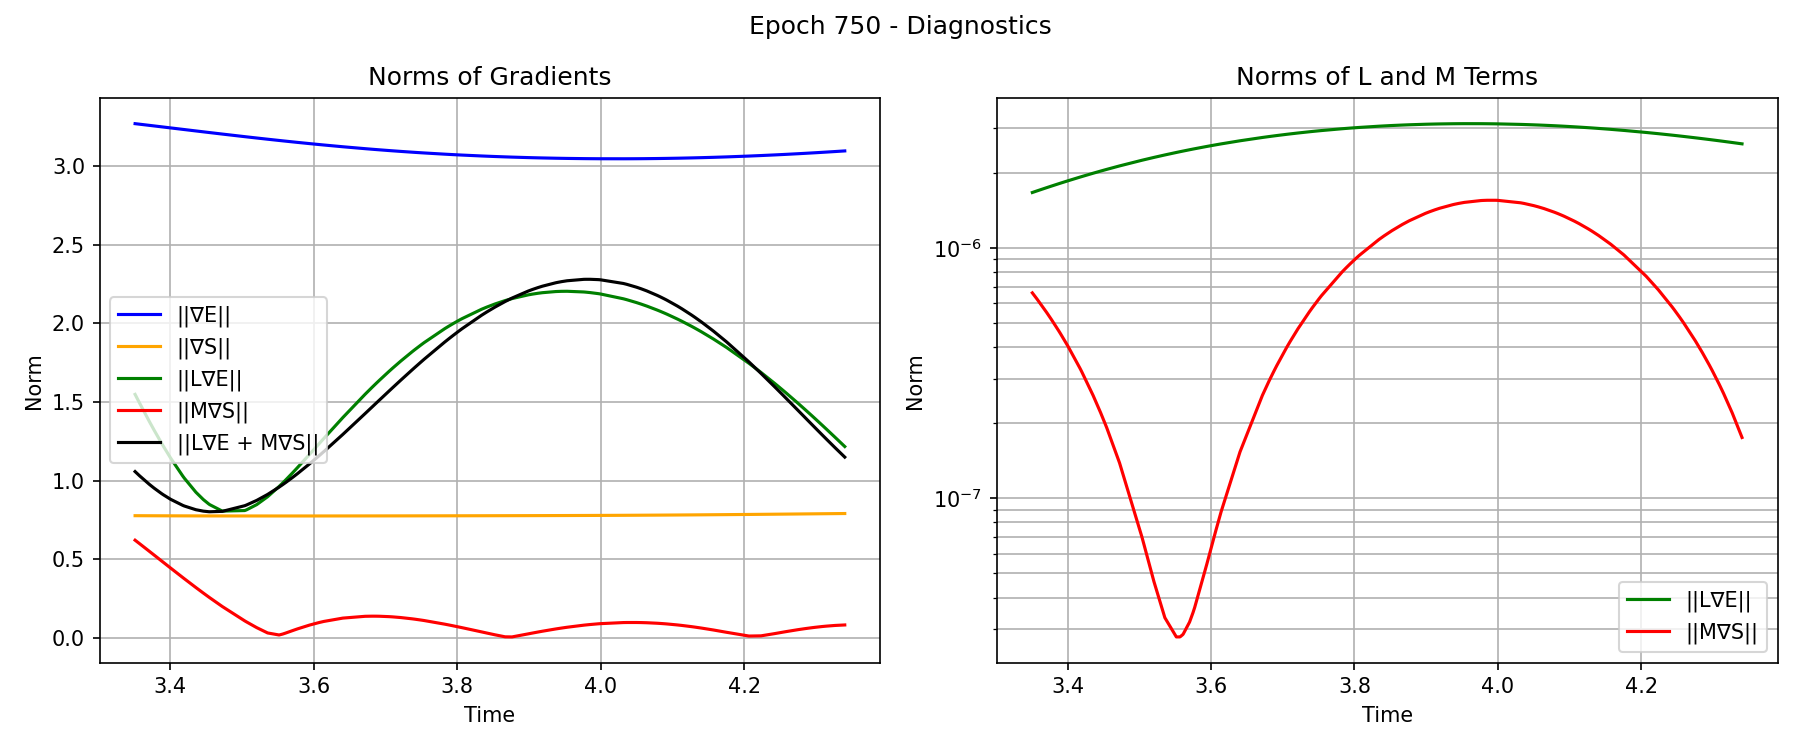 Epoch 750 - Diagnostics
Norms of Gradients
Norm
3.0
2.5
2.0
1.5
1.0
0.5
0.0
||∇E||
||∇S||
||L∇E||
||M∇S||
||L∇E + M∇S||
3.4 3.6 3.8 4.0 4.2
Time
Norms of L and M Terms
Norm
10⁻⁶
10⁻⁷
||L∇E||
||M∇S||
3.4 3.6 3.8 4.0 4.2
Time